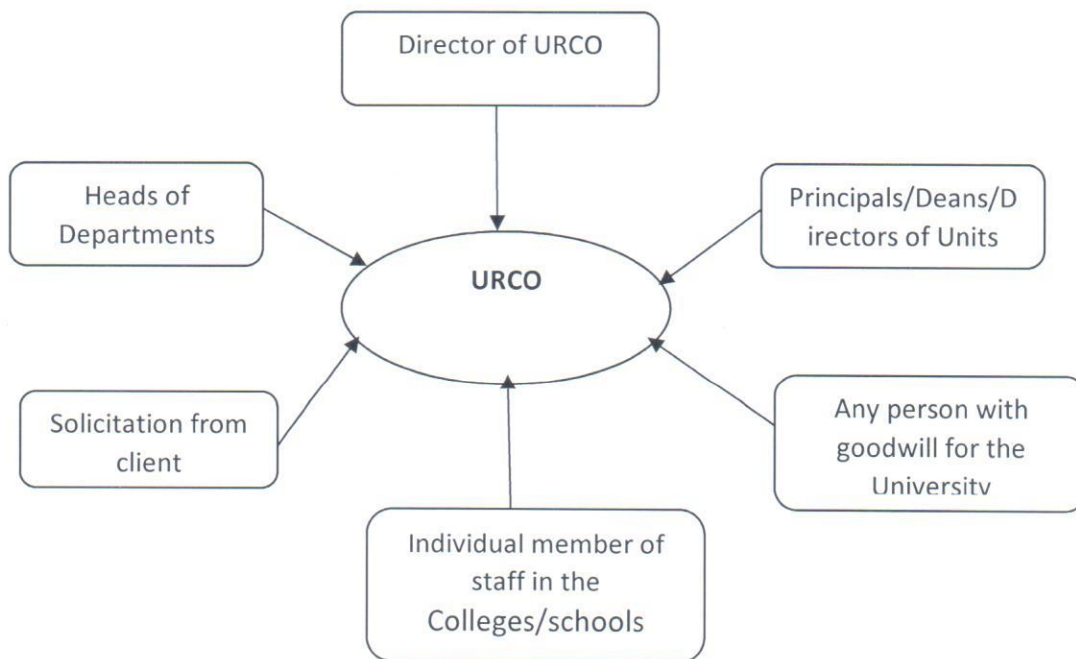 Director of URCO
Heads of
Departments
Principals/Deans/D
irectors of Units
URCO
Solicitation from
client
Any person with
goodwill for the
University
Individual member of
staff in the
Colleges/schools